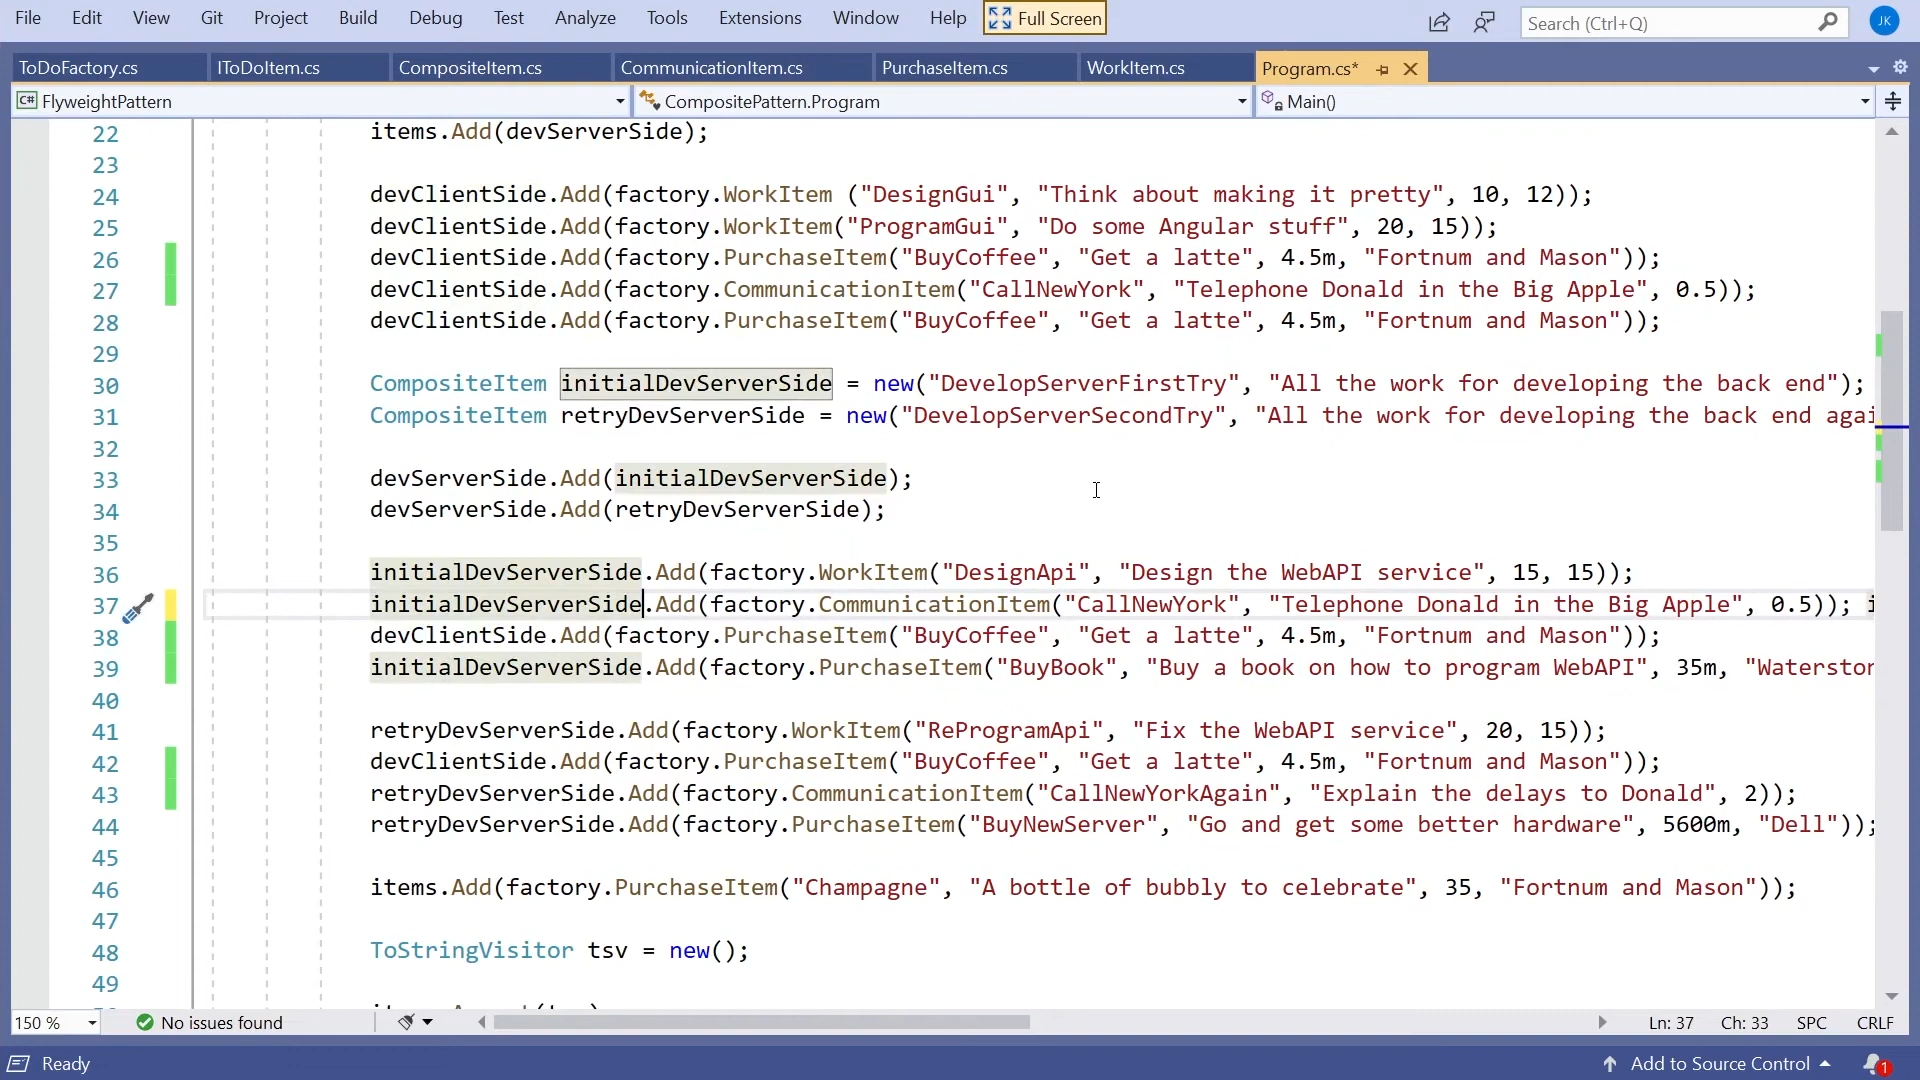 File Edit View Git Project Build Debug Test Analyze Tools Extensions Window Help Full Screen Search (Ctrl+Q) JK
ToDoFactory.cs IToDoItem.cs CompositeItem.cs CommunicationItem.cs PurchaseItem.cs WorkItem.cs Program.cs*
C# FlyweightPattern CompositePattern.Program Main()
22 items.Add(devServerSide);
23
24 devClientSide.Add(factory.WorkItem ("DesignGui", "Think about making it pretty", 10, 12));
25 devClientSide.Add(factory.WorkItem("ProgramGui", "Do some Angular stuff", 20, 15));
26 devClientSide.Add(factory.PurchaseItem("BuyCoffee", "Get a latte", 4.5m, "Fortnum and Mason"));
27 devClientSide.Add(factory.CommunicationItem("CallNewYork", "Telephone Donald in the Big Apple", 0.5));
28 devClientSide.Add(factory.PurchaseItem("BuyCoffee", "Get a latte", 4.5m, "Fortnum and Mason"));
29
30 CompositeItem initialDevServerSide = new("DevelopServerFirstTry", "All the work for developing the back end");
31 CompositeItem retryDevServerSide = new("DevelopServerSecondTry", "All the work for developing the back end agai
32
33 devServerSide.Add(initialDevServerSide);
34 devServerSide.Add(retryDevServerSide);
35
36 initialDevServerSide.Add(factory.WorkItem("DesignApi", "Design the WebAPI service", 15, 15));
37 initialDevServerSide.Add(factory.CommunicationItem("CallNewYork", "Telephone Donald in the Big Apple", 0.5)); i
38 devClientSide.Add(factory.PurchaseItem("BuyCoffee", "Get a latte", 4.5m, "Fortnum and Mason"));
39 initialDevServerSide.Add(factory.PurchaseItem("BuyBook", "Buy a book on how to program WebAPI", 35m, "Waterston
40
41 retryDevServerSide.Add(factory.WorkItem("ReProgramApi", "Fix the WebAPI service", 20, 15));
42 devClientSide.Add(factory.PurchaseItem("BuyCoffee", "Get a latte", 4.5m, "Fortnum and Mason"));
43 retryDevServerSide.Add(factory.CommunicationItem("CallNewYorkAgain", "Explain the delays to Donald", 2));
44 retryDevServerSide.Add(factory.PurchaseItem("BuyNewServer", "Go and get some better hardware", 5600m, "Dell"));
45
46 items.Add(factory.PurchaseItem("Champagne", "A bottle of bubbly to celebrate", 35, "Fortnum and Mason"));
47
48 ToStringVisitor tsv = new();
49
150 % No issues found Ln: 37 Ch: 33 SPC CRLF
Ready Add to Source Control 1